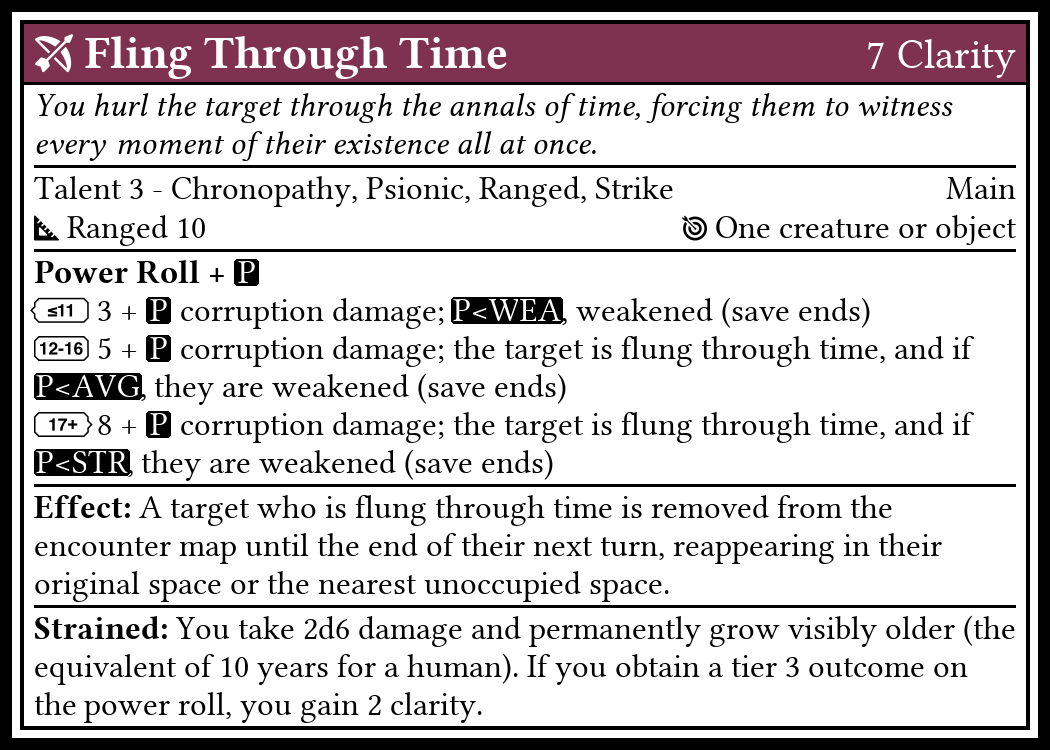 Fling Through Time 7 Clarity
You hurl the target through the annals of time, forcing them to witness
every moment of their existence all at once.
Talent 3 - Chronopathy, Psionic, Ranged, Strike Main
Ranged 10 One creature or object
Power Roll + P
≤11 3 + P corruption damage; P<WEA, weakened (save ends)
12-16 5 + P corruption damage; the target is flung through time, and if
P<AVG, they are weakened (save ends)
17+ 8 + P corruption damage; the target is flung through time, and if
P<STR, they are weakened (save ends)
Effect: A target who is flung through time is removed from the
encounter map until the end of their next turn, reappearing in their
original space or the nearest unoccupied space.
Strained: You take 2d6 damage and permanently grow visibly older (the
equivalent of 10 years for a human). If you obtain a tier 3 outcome on
the power roll, you gain 2 clarity.